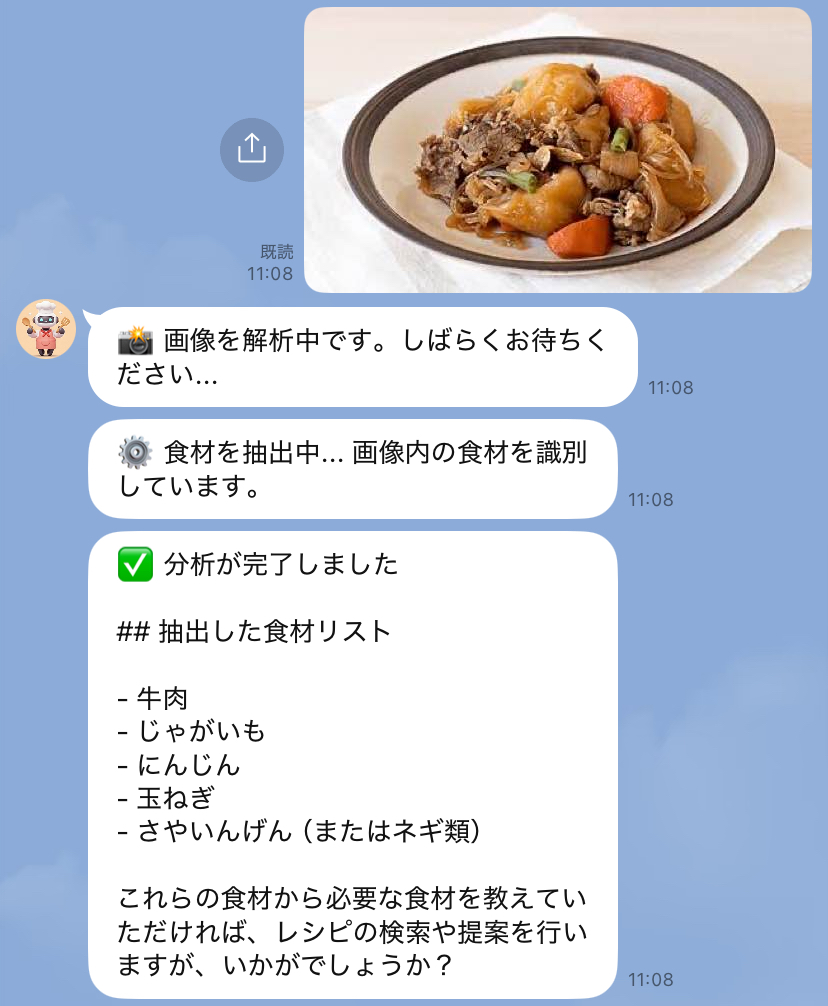 既読
11:08
📸 画像を解析中です。しばらくお待ちく
ださい...
11:08
⚙️ 食材を抽出中... 画像内の食材を識別
しています。
11:08
✅ 分析が完了しました
## 抽出した食材リスト
- 牛肉
- じゃがいも
- にんじん
- 玉ねぎ
- さやいんげん（またはネギ類）
これらの食材から必要な食材を教えてい
ただければ、レシピの検索や提案を行い
ますが、いかがでしょうか？
11:08